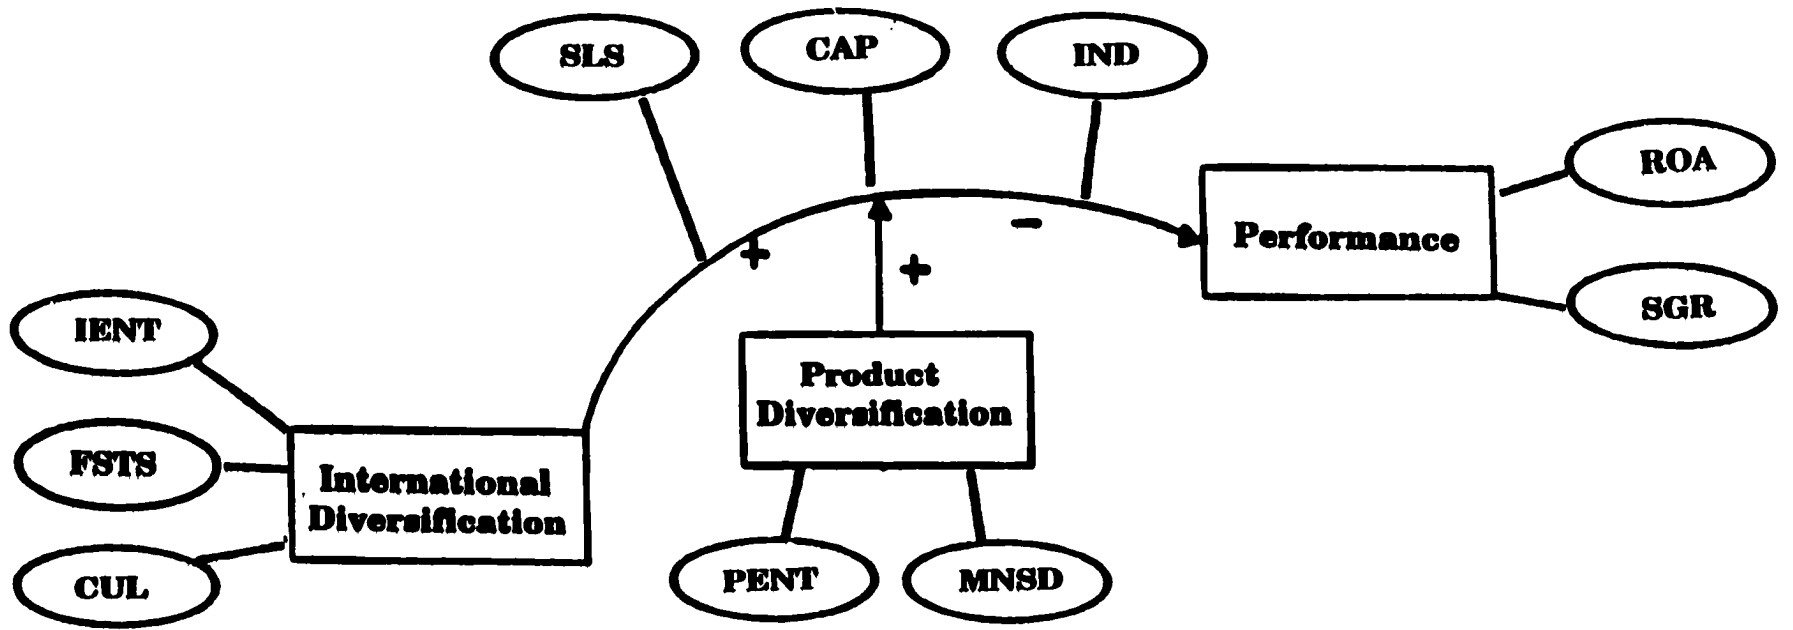 SLS
CAP
IND
ROA
Performance
+
−
+
SGR
IENT
Product
Diversification
FSTS
International
Diversification
CUL
PENT
MNSD